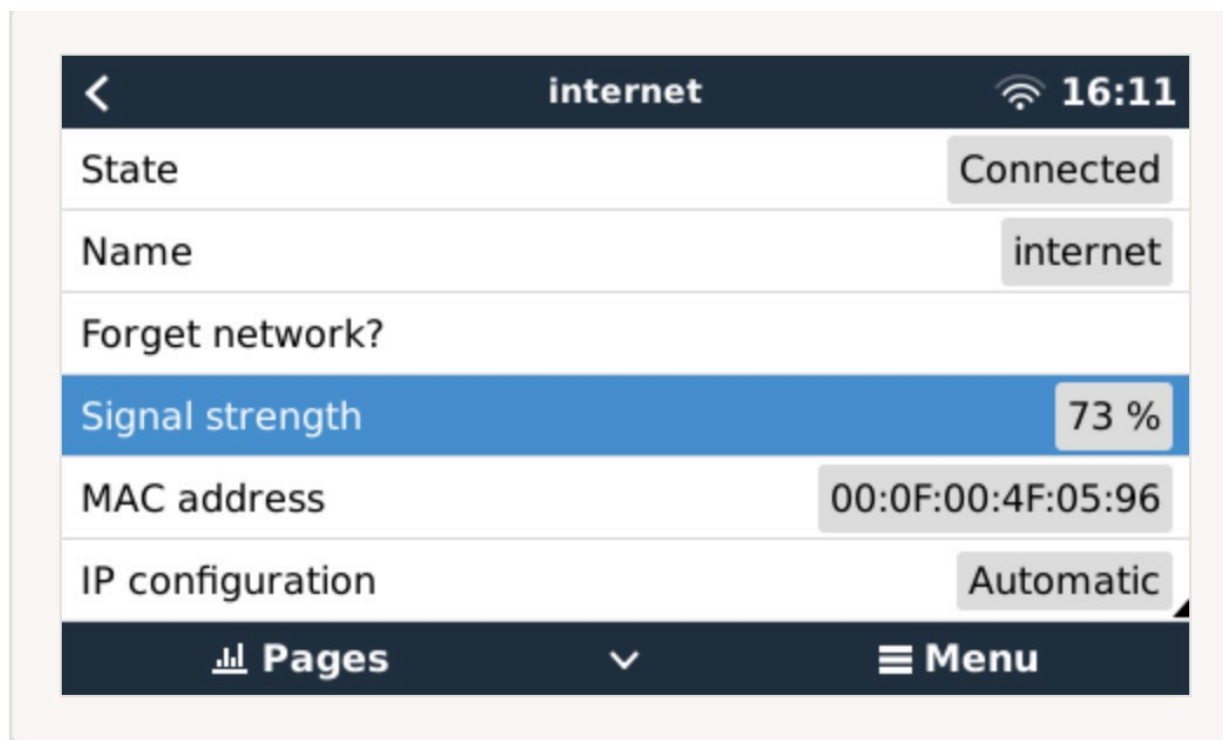 internet 16:11
State Connected
Name internet
Forget network?
Signal strength 73 %
MAC address 00:0F:00:4F:05:96
IP configuration Automatic
Pages Menu